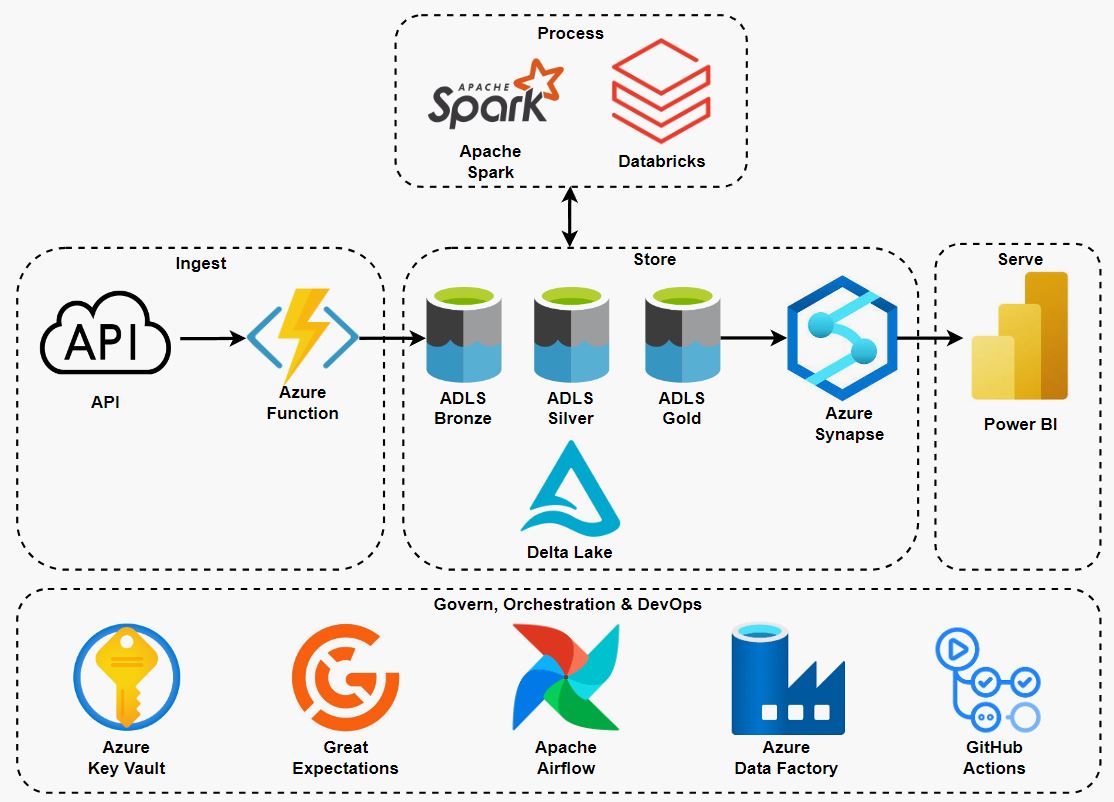 Process
APACHE
Spark
Apache
Spark
Databricks
Ingest
API
API
Azure
Function
Store
ADLS
Bronze
ADLS
Silver
ADLS
Gold
Azure
Synapse
Delta Lake
Serve
Power BI
Govern, Orchestration & DevOps
Azure
Key Vault
Great
Expectations
Apache
Airflow
Azure
Data Factory
GitHub
Actions